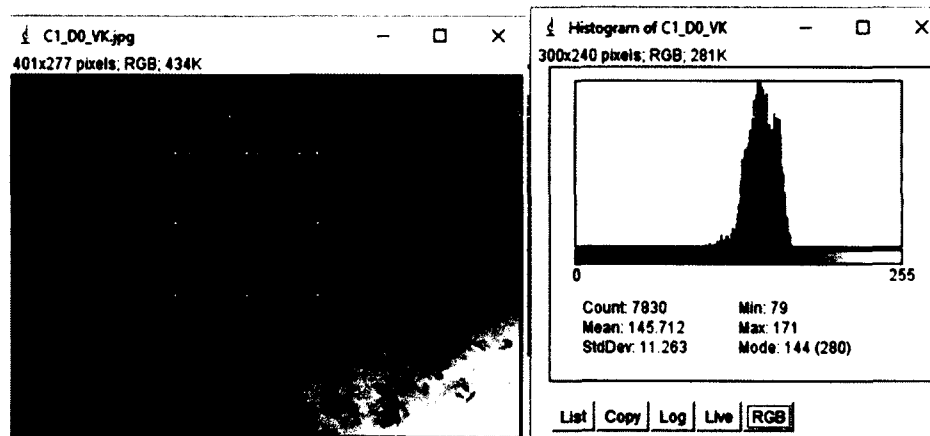 C1_D0_VK.jpg
401x277 pixels; RGB; 434K
Histogram of C1_D0_VK
300x240 pixels; RGB; 281K
0 255
Count: 7830 Min: 79
Mean: 145.712 Max: 171
StdDev: 11.263 Mode: 144 (280)
List Copy Log Live RGB